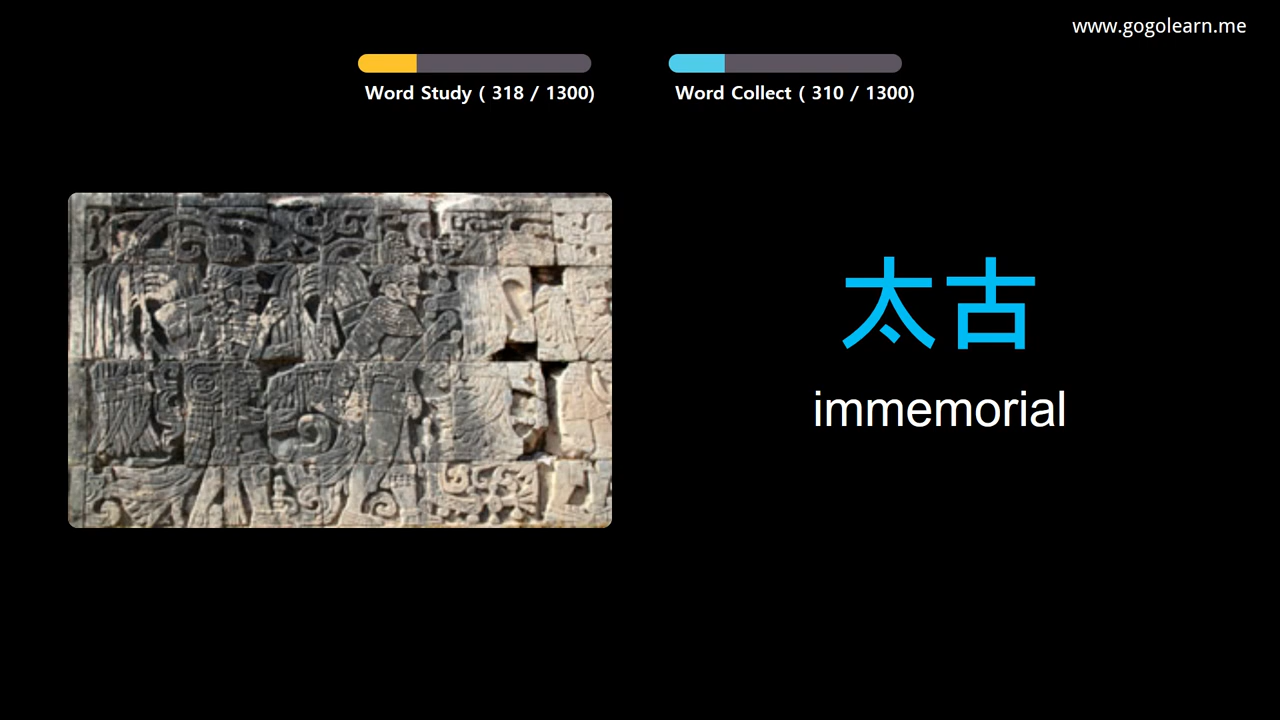 www.gogolearn.me
Word Study ( 318 / 1300)
Word Collect ( 310 / 1300)
太古
immemorial